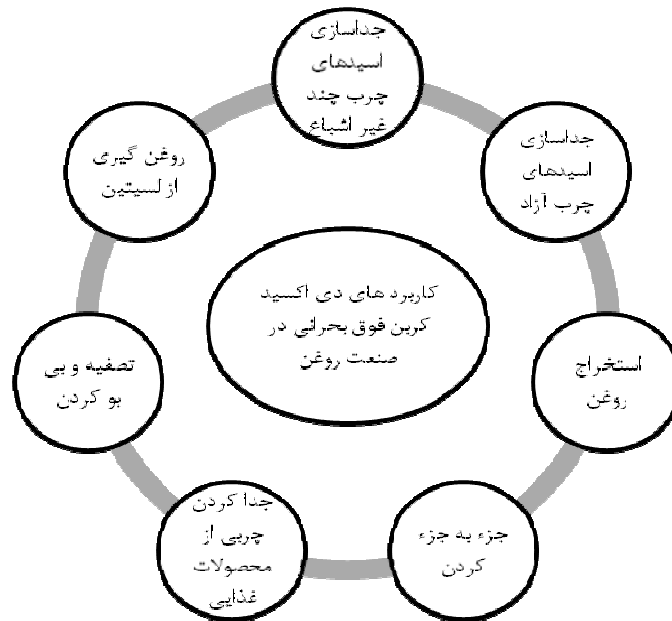 جداسازی
اسیدهای
چرب چند
غیر اشباع
جداسازی
اسیدهای
چرب آزاد
استخراج
روغن
جزء به جزء
کردن
جدا کردن
چربی از
محصولات
غذایی
تصفیه و بی
بو کردن
روغن گیری
از لسیتین
کاربرد های دی اکسید
کربن فوق بحرانی در
صنعت روغن